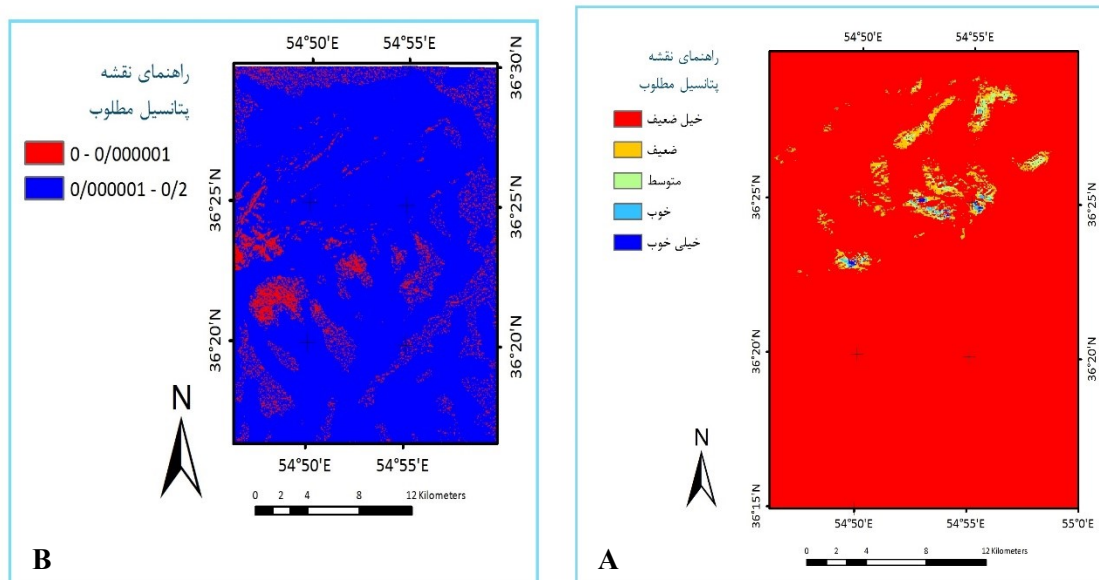 راهنمای نقشه
پتانسیل مطلوب
0 - 0/000001
0/000001 - 0/2
54°50'E
54°55'E
36°30'N
36°25'N
36°25'N
36°20'N
36°20'N
54°50'E
54°55'E
N
0 2 4 8 12 Kilometers
B
راهنمای نقشه
پتانسیل مطلوب
خیل ضعیف
ضعیف
متوسط
خوب
خیلی خوب
54°50'E
54°55'E
36°25'N
36°25'N
36°20'N
36°20'N
36°15'N
54°50'E
54°55'E
55°0'E
N
0 2 4 8 12 Kilometers
A